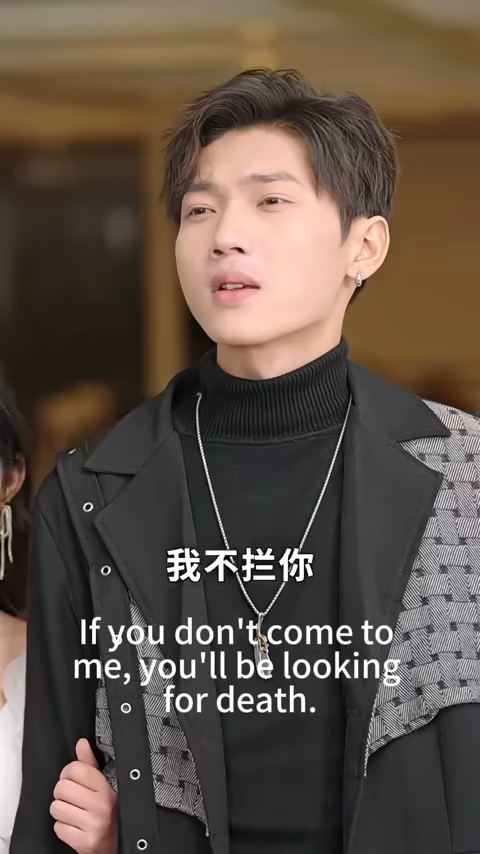 我不拦你
If you don't come to
me, you'll be looking
for death.